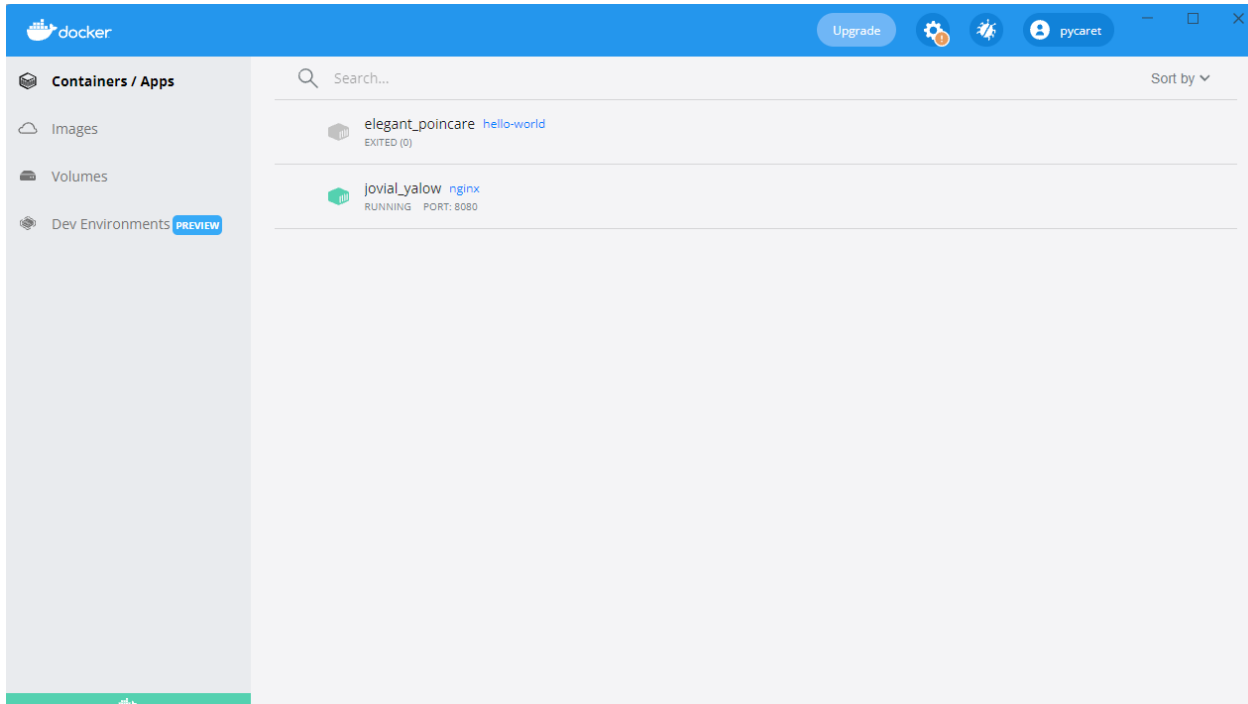 docker
Upgrade
pycaret
Containers / Apps
Images
Volumes
Dev Environments PREVIEW
Search...
Sort by
elegant_poincare hello-world
EXITED (0)
jovial_yalow nginx
RUNNING PORT: 8080